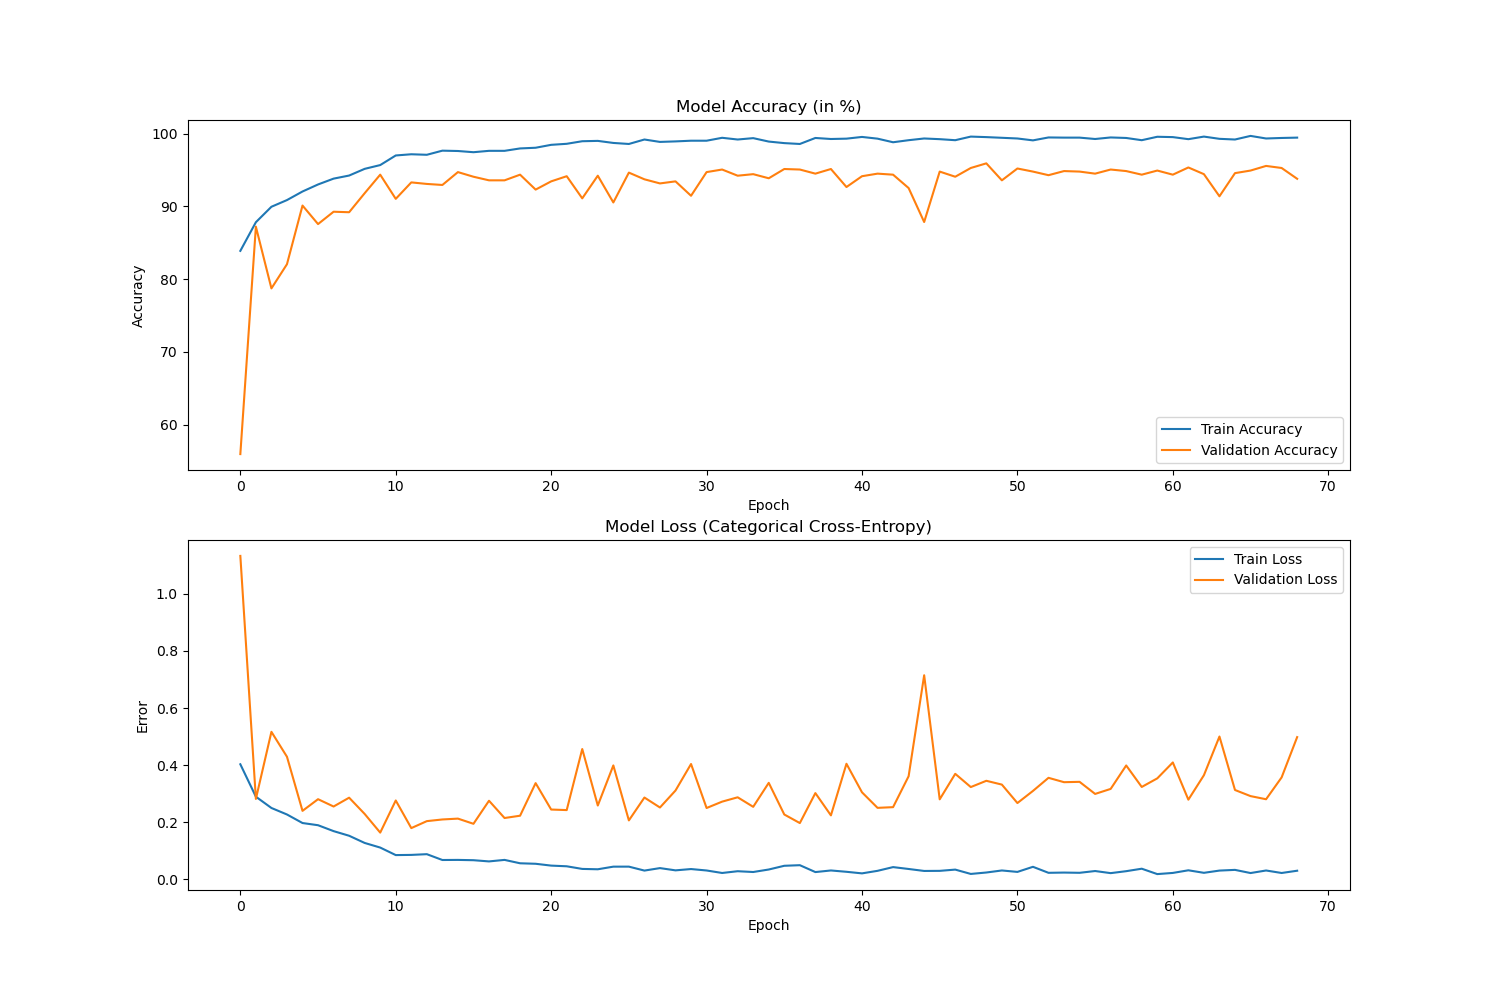 Model Accuracy (in %)
100
90
80
70
60
Accuracy
Train Accuracy
Validation Accuracy
0 10 20 30 40 50 60 70
Epoch
Model Loss (Categorical Cross-Entropy)
1.0
0.8
0.6
0.4
0.2
0.0
Error
Train Loss
Validation Loss
0 10 20 30 40 50 60 70
Epoch